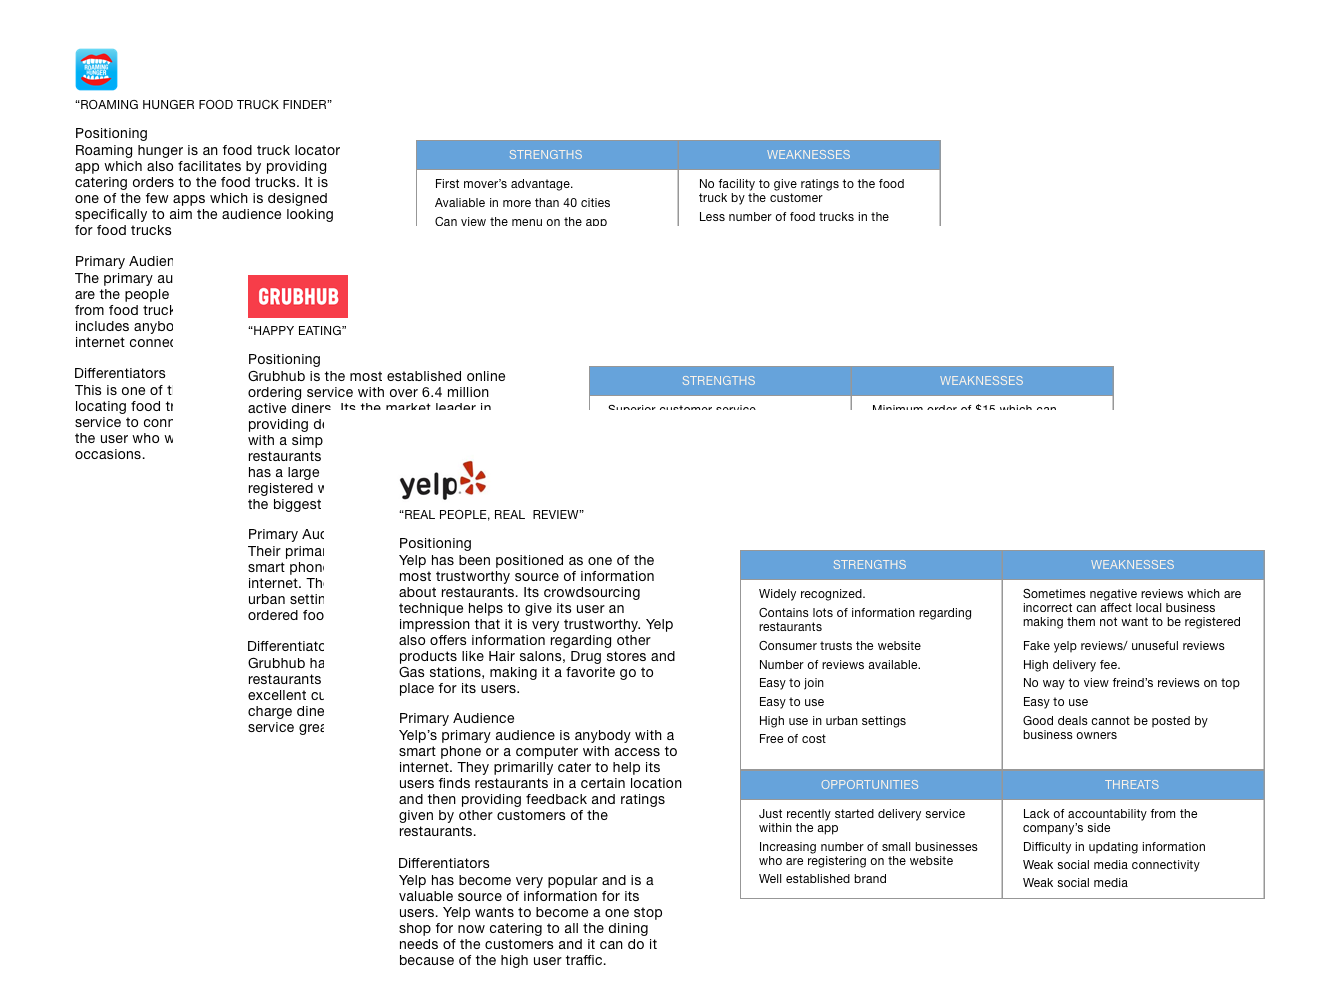 ROAMING
HUNGER
“ROAMING HUNGER FOOD TRUCK FINDER”
Positioning
Roaming hunger is an food truck locator
app which also facilitates by providing
catering orders to the food trucks. It is
one of the few apps which is designed
specifically to aim the audience looking
for food trucks
Primary Audien
The primary au
are the people
from food truck
includes anybo
internet connec
Differentiators
This is one of t
locating food tr
service to conn
the user who w
occasions.
STRENGTHS
First mover’s advantage.
Avaliable in more than 40 cities
Can view the menu on the app
WEAKNESSES
No facility to give ratings to the food
truck by the customer
Less number of food trucks in the
GRUBHUB
“HAPPY EATING”
Positioning
Grubhub is the most established online
ordering service with over 6.4 million
active diners. Its the market leader in
providing de
with a simp
restaurants
has a large
registered w
the biggest
Primary Aud
Their primar
smart phone
internet. The
urban settin
ordered foo
Differentiato
Grubhub ha
restaurants
excellent cu
charge dine
service grea
STRENGTHS
Superior customer service
WEAKNESSES
Minimum order of $15 which can
yelp
“REAL PEOPLE, REAL  REVIEW”
Positioning
Yelp has been positioned as one of the
most trustworthy source of information
about restaurants. Its crowdsourcing
technique helps to give its user an
impression that it is very trustworthy. Yelp
also offers information regarding other
products like Hair salons, Drug stores and
Gas stations, making it a favorite go to
place for its users.
Primary Audience
Yelp’s primary audience is anybody with a
smart phone or a computer with access to
internet. They primarilly cater to help its
users finds restaurants in a certain location
and then providing feedback and ratings
given by other customers of the
restaurants.
Differentiators
Yelp has become very popular and is a
valuable source of information for its
users. Yelp wants to become a one stop
shop for now catering to all the dining
needs of the customers and it can do it
because of the high user traffic.
STRENGTHS
Widely recognized.
Contains lots of information regarding
restaurants
Consumer trusts the website
Number of reviews available.
Easy to join
Easy to use
High use in urban settings
Free of cost
WEAKNESSES
Sometimes negative reviews which are
incorrect can affect local business
making them not want to be registered
Fake yelp reviews/ unuseful reviews
High delivery fee.
No way to view freind’s reviews on top
Easy to use
Good deals cannot be posted by
business owners
OPPORTUNITIES
Just recently started delivery service
within the app
Increasing number of small businesses
who are registering on the website
Well established brand
THREATS
Lack of accountability from the
company’s side
Difficulty in updating information
Weak social media connectivity
Weak social media